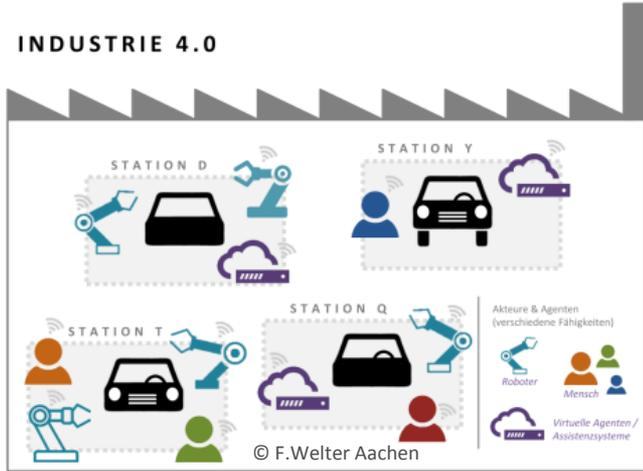 INDUSTRIE 4.0
STATION D
STATION Y
STATION T
STATION Q
Akteure & Agenten
(verschiedene Fähigkeiten)
Roboter
Mensch
Virtuelle Agenten /
Assistenzsysteme
© F.Welter Aachen